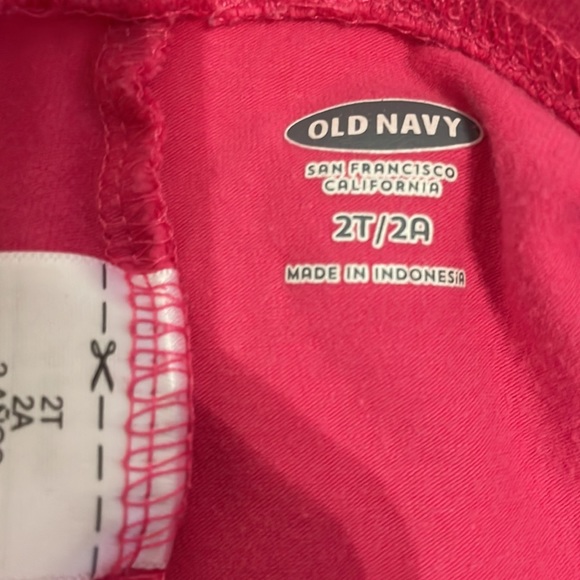 OLD NAVY
SAN FRANCISCO
CALIFORNIA
2T/2A
MADE IN INDONESIA
2T
2A